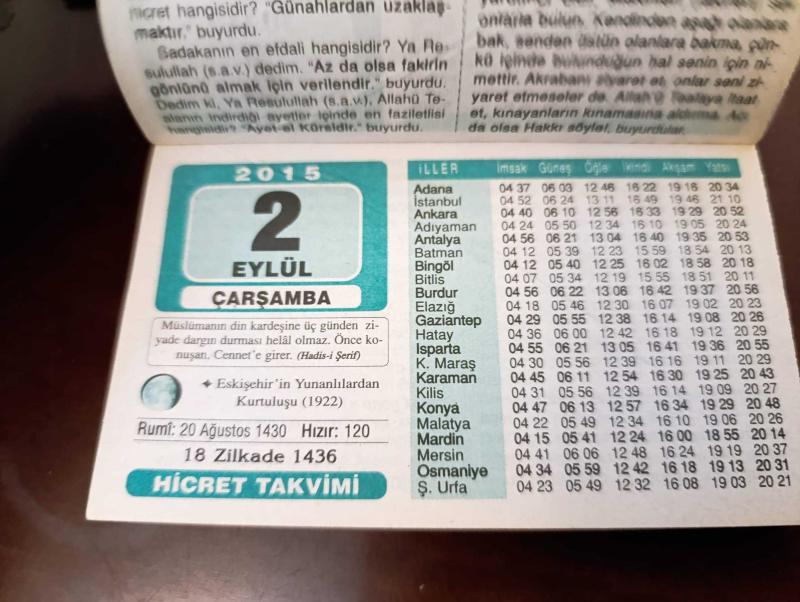 hicret hangisidir? "Günahlardan uzaklaş-
maktır." buyurdu.
Sadakanın en efdali hangisidir? Ya Re-
sulullah (s.a.v.) dedim. "Az da olsa fakirin
gönlünü almak için verilendir." buyurdu.
Dedim ki, Ya Resulullah (s.a.v.), Allahü Te-
alanın indirdiği ayetler içinde en faziletlisi
hangisidir? "Ayet-el Kürsidir." buyurdu.
onlarla bulun. Kendinden aşağı olanlara
bak, senden üstün olanlara bakma, çün-
kü içinde bulunduğun hal senin için ni-
mettir. Akrabanı ziyaret et, onlar seni zi-
yaret etmeseler de. Allah'ü Tealaya itaat
et, kınayanların kınamasına aldırma. Acı
da olsa Hakkı söyle!, buyurdular.
2015
2
EYLÜL
ÇARŞAMBA
Müslümanın din kardeşine üç günden zi-
yade dargın durması helâl olmaz. Önce ko-
nuşan, Cennet'e girer. (Hadis-i Şerif)
Eskişehir'in Yunanlılardan
Kurtuluşu (1922)
Rumî: 20 Ağustos 1430 Hızır: 120
18 Zilkade 1436
HİCRET TAKVİMİ
İLLER İmsak Güneş Öğle İkindi Akşam Yatsı
Adana 04 37 06 03 12 46 16 22 19 16 20 34
İstanbul 04 52 06 24 13 11 16 49 19 46 21 10
Ankara 04 40 06 10 12 56 16 33 19 29 20 52
Adıyaman 04 24 05 50 12 34 16 10 19 05 20 24
Antalya 04 56 06 21 13 04 16 40 19 35 20 53
Batman 04 12 05 39 12 23 15 59 18 54 20 13
Bingöl 04 12 05 40 12 25 16 02 18 58 20 18
Bitlis 04 07 05 34 12 19 15 55 18 51 20 11
Burdur 04 56 06 22 13 06 16 42 19 37 20 56
Elazığ 04 18 05 46 12 30 16 07 19 02 20 23
Gaziantep 04 29 05 55 12 38 16 14 19 08 20 26
Hatay 04 36 06 00 12 42 16 18 19 12 20 29
Isparta 04 55 06 21 13 05 16 41 19 36 20 55
K. Maraş 04 30 05 56 12 39 16 16 19 11 20 29
Karaman 04 45 06 11 12 54 16 30 19 25 20 43
Kilis 04 31 05 56 12 39 16 14 19 09 20 27
Konya 04 47 06 13 12 57 16 34 19 29 20 48
Malatya 04 22 05 49 12 34 16 10 19 06 20 26
Mardin 04 15 05 41 12 24 16 00 18 55 20 14
Mersin 04 41 06 06 12 48 16 24 19 19 20 37
Osmaniye 04 34 05 59 12 42 16 18 19 13 20 31
Ş. Urfa 04 23 05 49 12 32 16 08 19 03 20 21